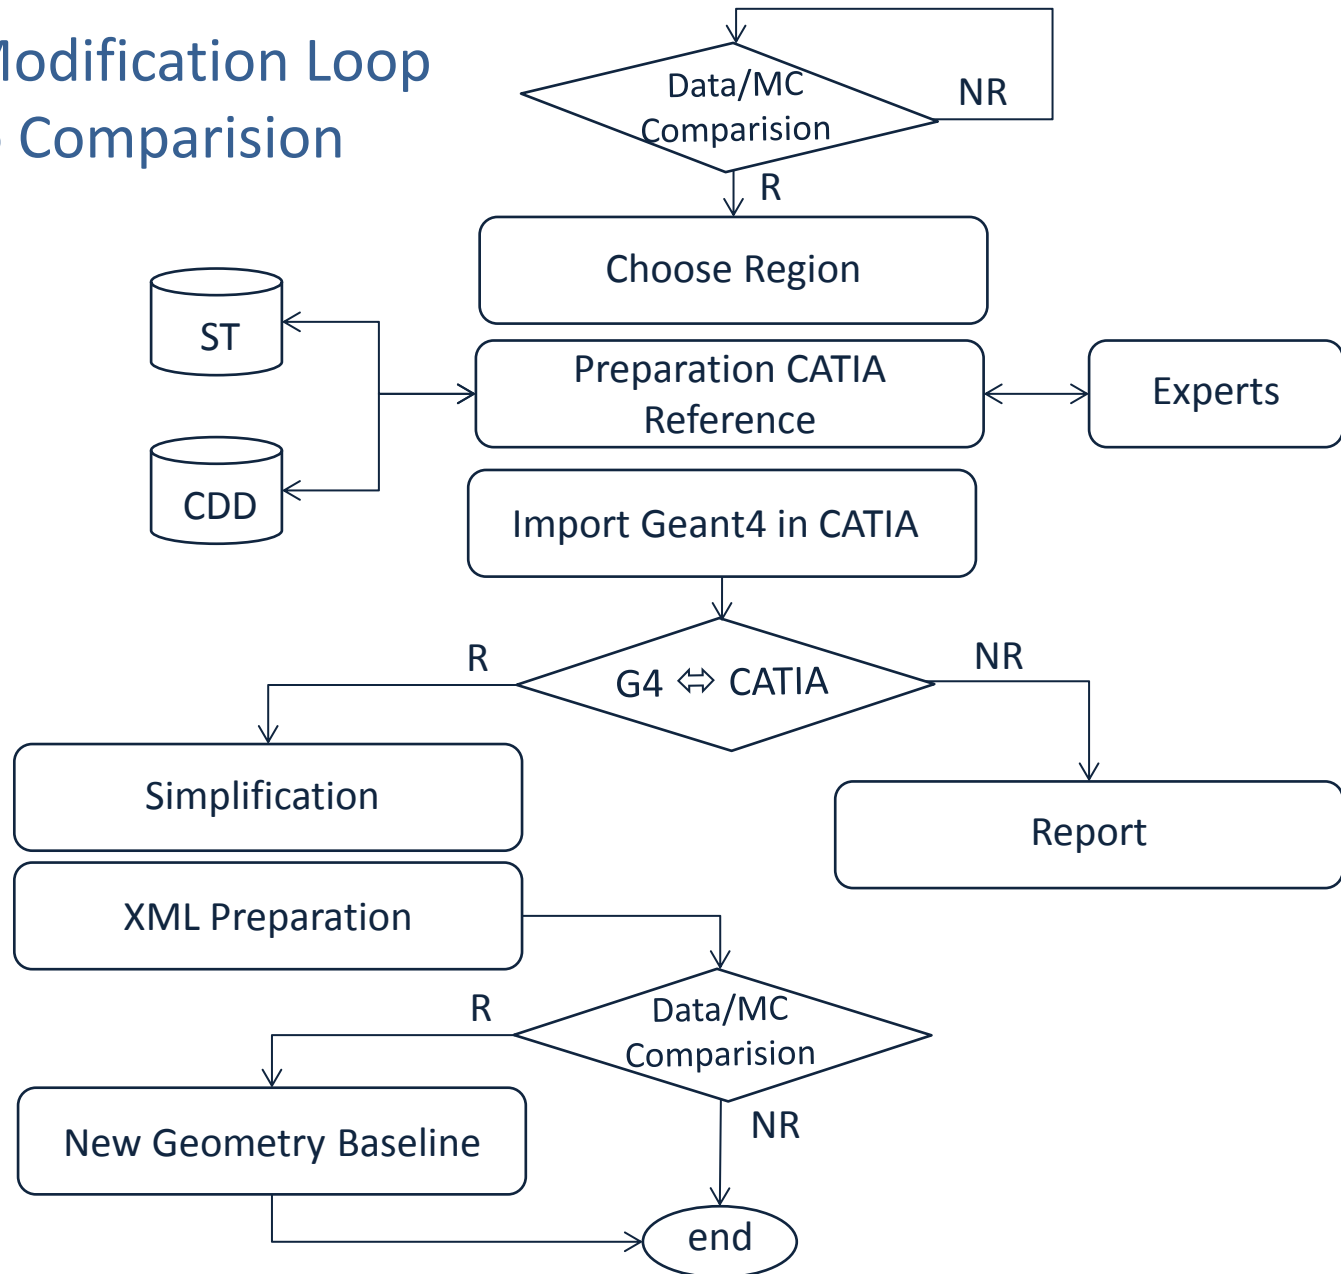 Modification Loop
Comparision
Data/MC
Comparision
NR
R
Choose Region
ST
Preparation CATIA
Reference
Experts
CDD
Import Geant4 in CATIA
R
NR
G4 ⬄ CATIA
Simplification
Report
XML Preparation
R
Data/MC
Comparision
New Geometry Baseline
NR
end